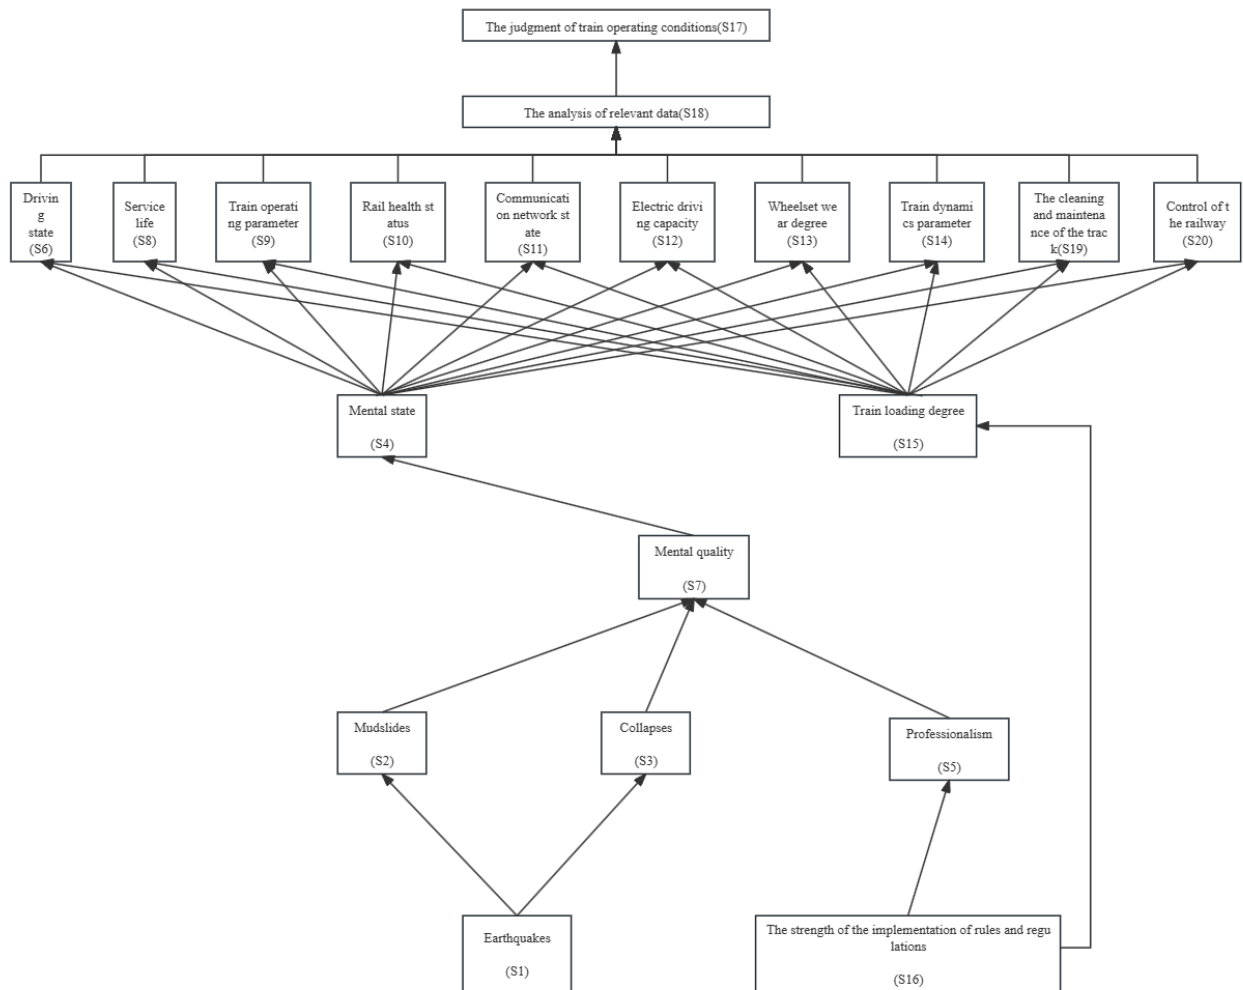 The judgment of train operating conditions(S17)
The analysis of relevant data(S18)
Drivin
g
state
(S6)
Service
life
(S8)
Train operati
ng parameter
(S9)
Rail health st
atus
(S10)
Communicati
on network st
ate
(S11)
Electric drivi
ng capacity
(S12)
Wheelset we
ar degree
(S13)
Train dynami
cs parameter
(S14)
The cleaning
and maintena
nce of the trac
k(S19)
Control of t
he railway
(S20)
Mental state
(S4)
Train loading degree
(S15)
Mental quality
(S7)
Mudslides
(S2)
Collapses
(S3)
Professionalism
(S5)
Earthquakes
(S1)
The strength of the implementation of rules and regu
lations
(S16)